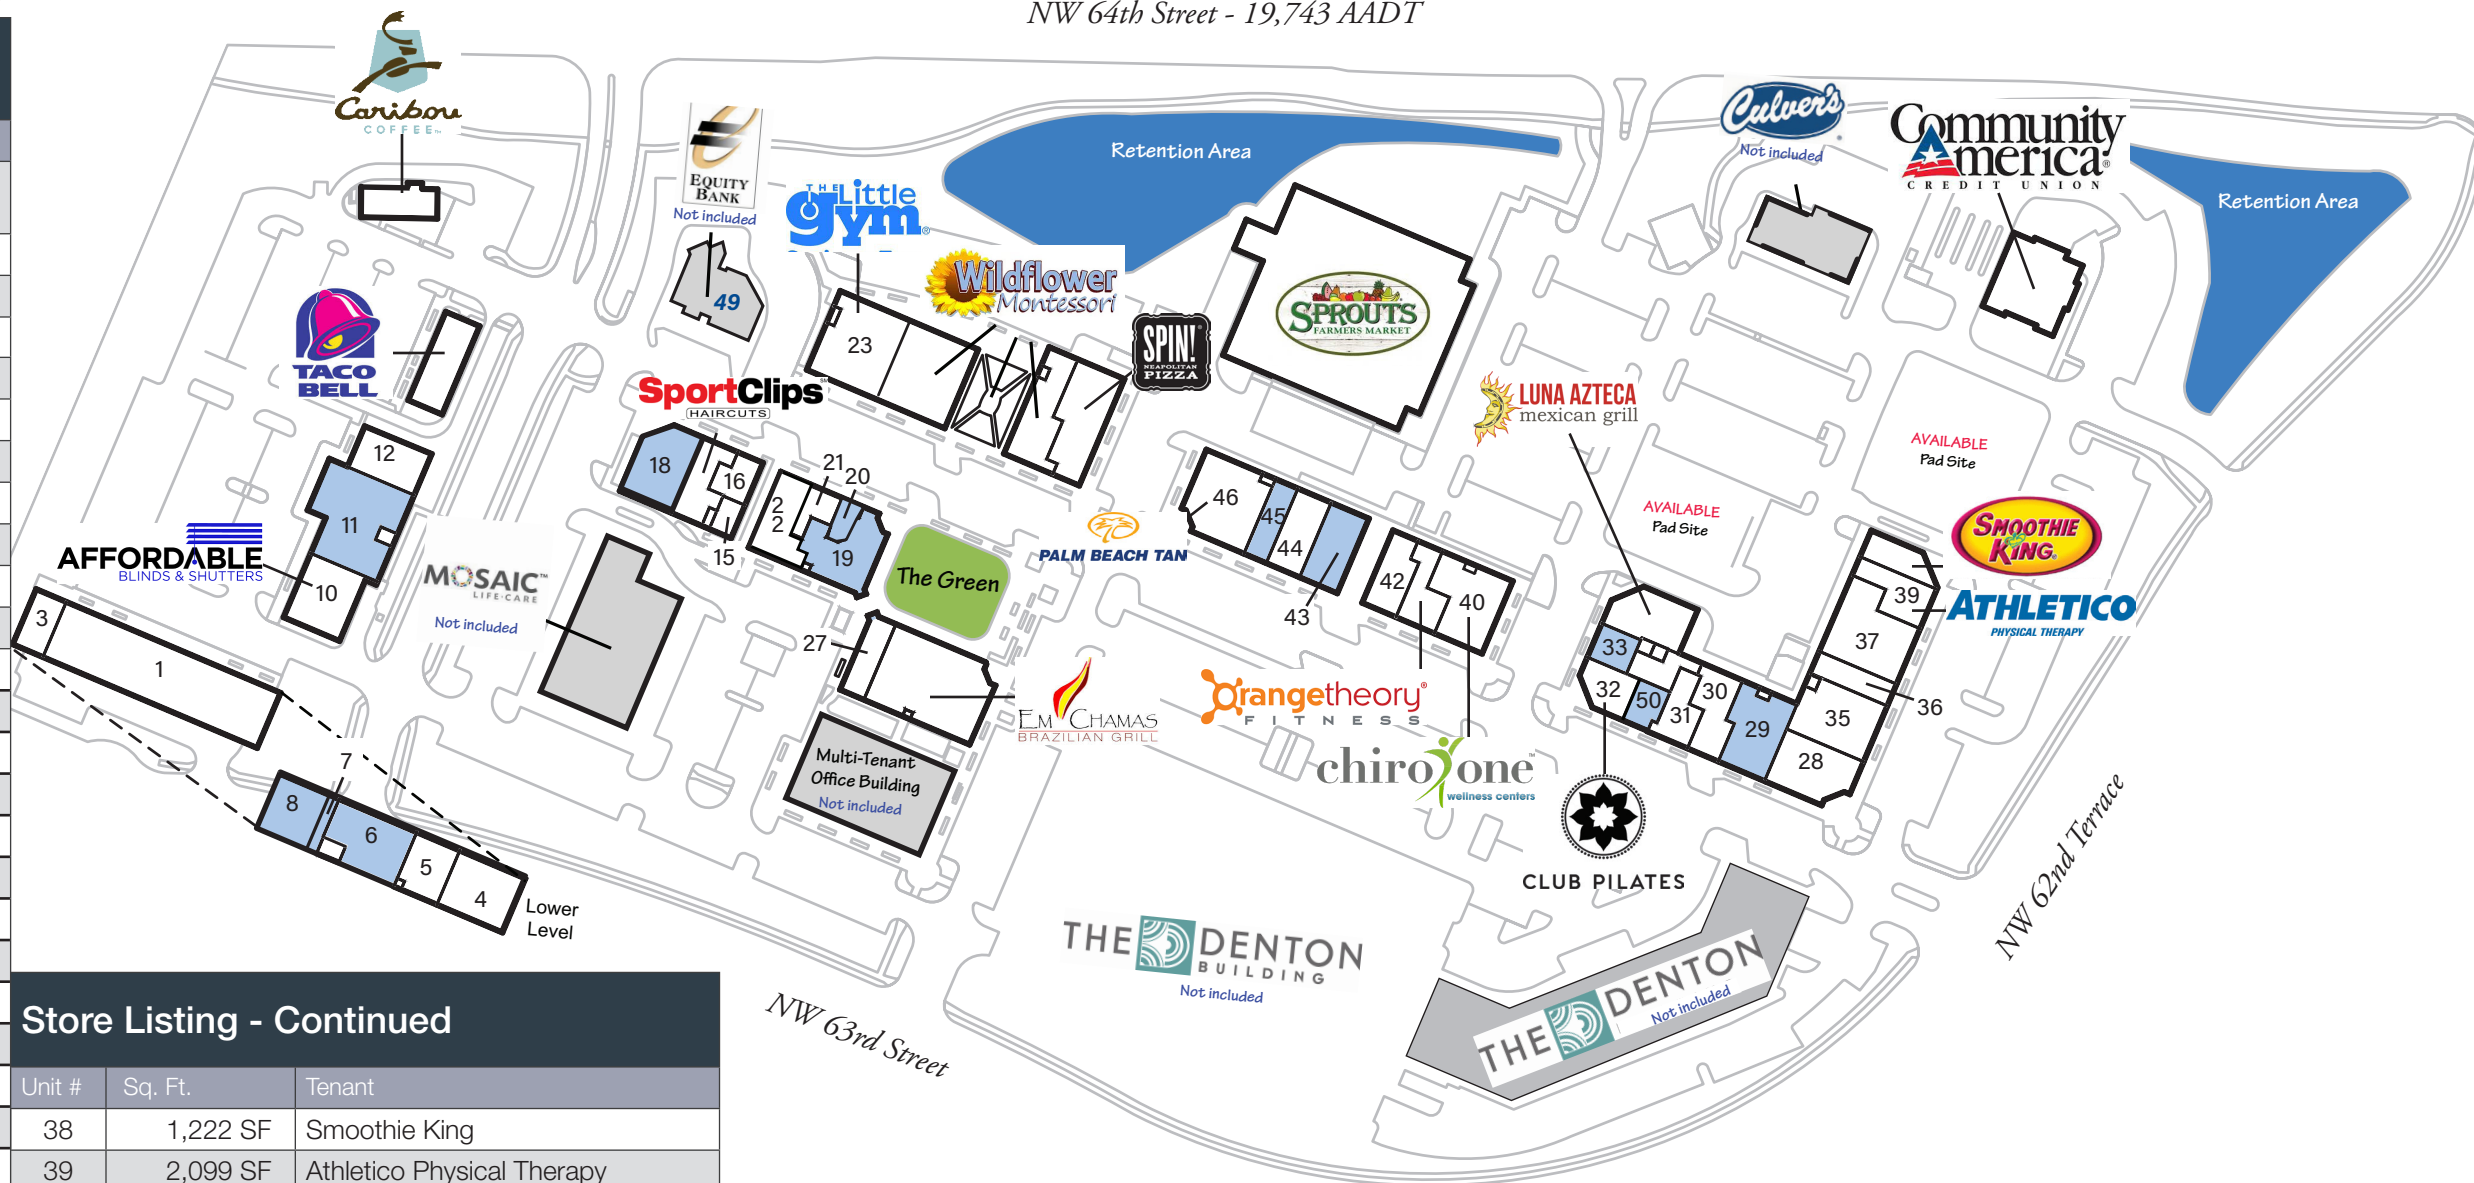 NW 64th Street - 19,743 AADT
Caribou
COFFEE™
EQUITY
BANK
Not included
49
THE Little
gym®
Wildflower
Montessori
Retention Area
SPIN!®
NEAPOLITAN
PIZZA
SPROUTS
FARMERS MARKET
Culver's®
Not included
Community
America®
CREDIT UNION
Retention Area
TACO
BELL
SportClips
HAIRCUTS
23
LUNA AZTECA
mexican grill
AVAILABLE
Pad Site
AVAILABLE
Pad Site
12
11
10
AFFORDABLE
BLINDS & SHUTTERS
MOSAIC™
LIFE·CARE
Not included
18
16
15
21
20
2
2
19
The Green
PALM BEACH TAN
46
45
44
43
42
40
SMOOTHIE
KING®
ATHLETICO
PHYSICAL THERAPY
39
37
36
35
33
32
50
31
30
29
28
3
1
27
EM CHAMAS
BRAZILIAN GRILL
Orangetheory®
FITNESS
chiro one™
wellness centers
CLUB PILATES
Multi-Tenant
Office Building
Not included
7
8
6
5
4
Lower
Level
THE DENTON
BUILDING
Not included
THE DENTON
Not included
NW 63rd Street
NW 62nd Terrace
Store Listing - Continued
Unit # Sq. Ft. Tenant
38 1,222 SF Smoothie King
39 2,099 SF Athletico Physical Therapy